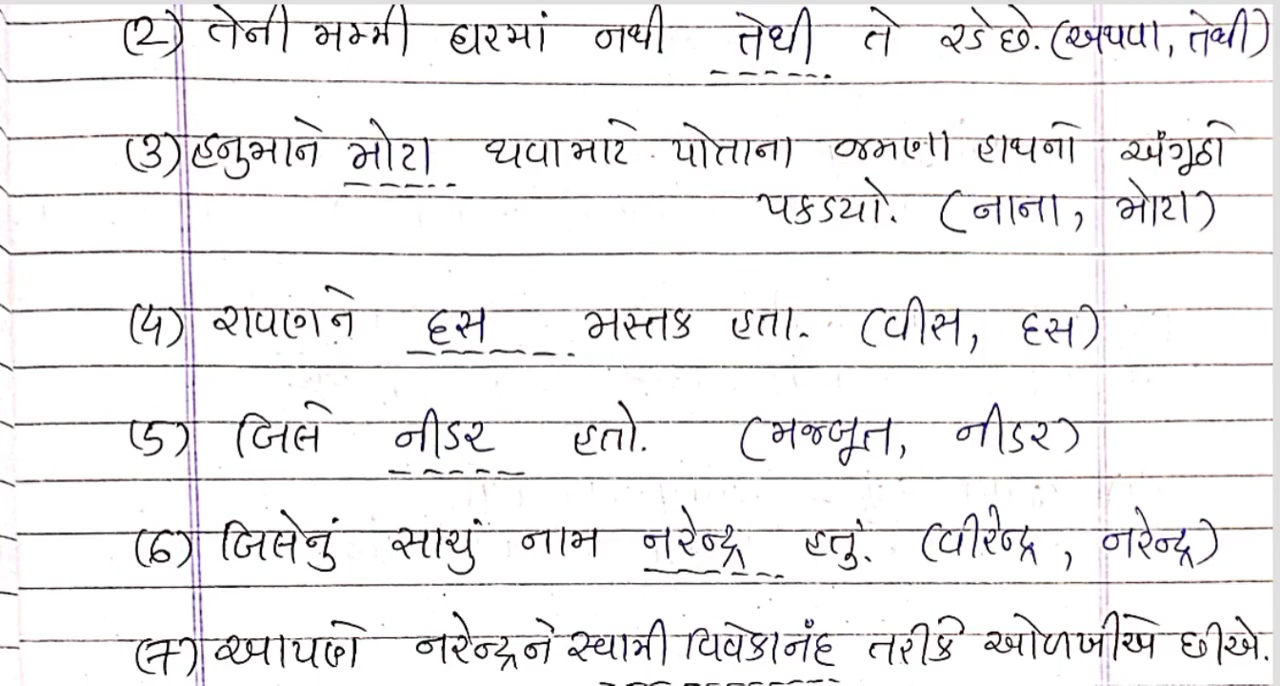 (2) તેની મમ્મી ઘરમાં નથી તેથી તે રડે છે. (અથવા, તેથી)
(3) હનુમાને મોટા થવા માટે પોતાના જમણા હાથનો અંગૂઠો
પકડયો. (નાના, મોટા)
(4) રાવણને દસ મસ્તક હતા. (વીસ, દસ)
(5) બિલે નીડર હતો. (મજબૂત, નીડર)
(6) બિલેનું સાચું નામ નરેન્દ્ર હતું. (વીરેન્દ્ર, નરેન્દ્ર)
(7) આપણે નરેન્દ્રને સ્વામી વિવેકાનંદ તરીકે ઓળખીએ છીએ.